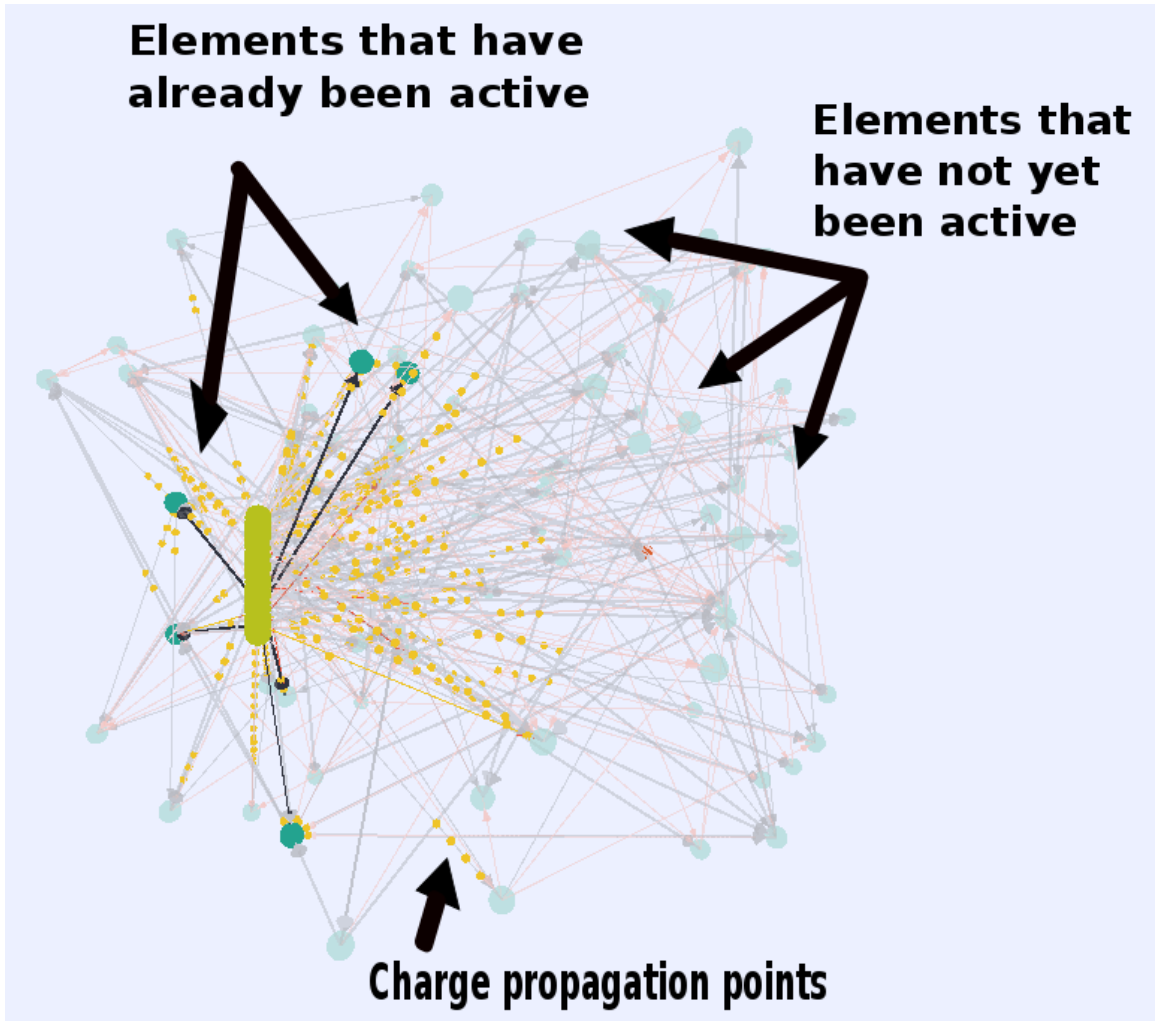 Elements that have
already been active
Elements that
have not yet
been active
Charge propagation points